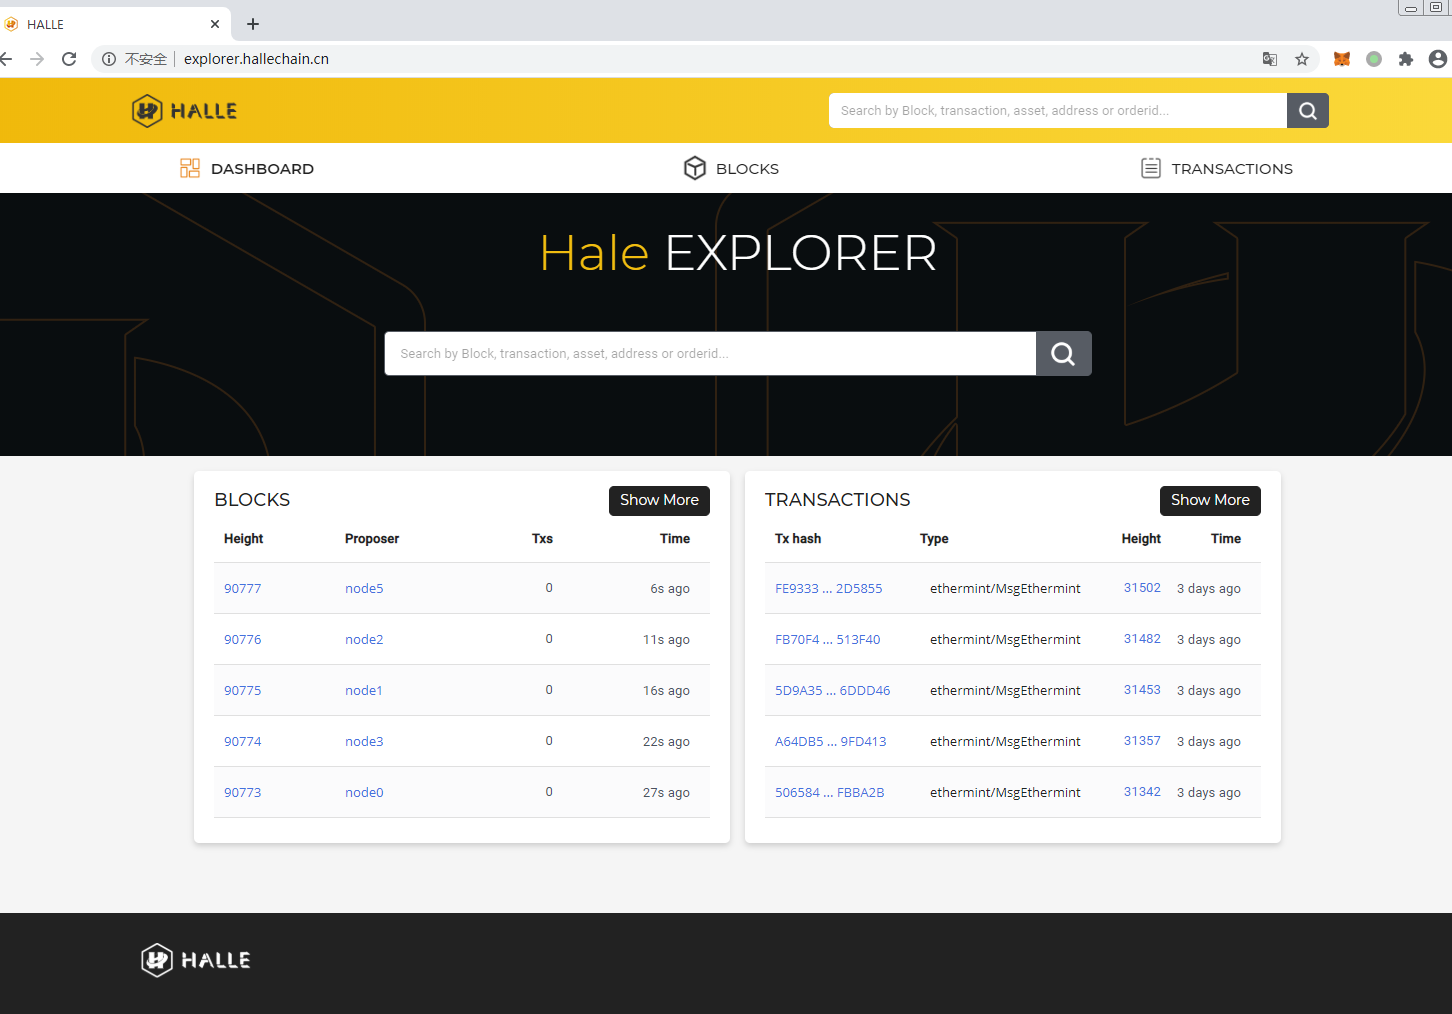 HALLE
不安全 explorer.hallechain.cn
HALLE
Search by Block, transaction, asset, address or orderid...
DASHBOARD BLOCKS TRANSACTIONS
Hale EXPLORER
Search by Block, transaction, asset, address or orderid...
BLOCKS Show More
Height Proposer Txs Time
90777 node5 0 6s ago
90776 node2 0 11s ago
90775 node1 0 16s ago
90774 node3 0 22s ago
90773 node0 0 27s ago
TRANSACTIONS Show More
Tx hash Type Height Time
FE9333 ... 2D5855 ethermint/MsgEthermint 31502 3 days ago
FB70F4 ... 513F40 ethermint/MsgEthermint 31482 3 days ago
5D9A35 ... 6DDD46 ethermint/MsgEthermint 31453 3 days ago
A64DB5 ... 9FD413 ethermint/MsgEthermint 31357 3 days ago
506584 ... FBBA2B ethermint/MsgEthermint 31342 3 days ago
HALLE